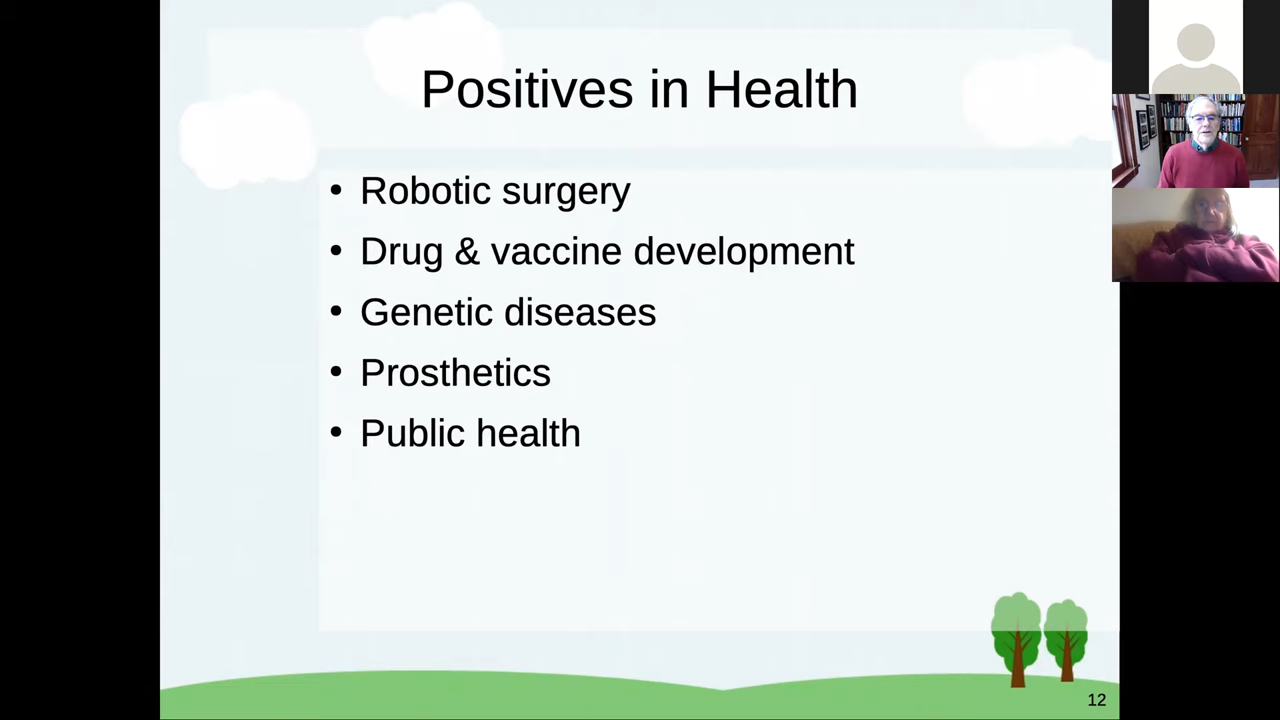 Positives in Health
• Robotic surgery
• Drug & vaccine development
• Genetic diseases
• Prosthetics
• Public health
12